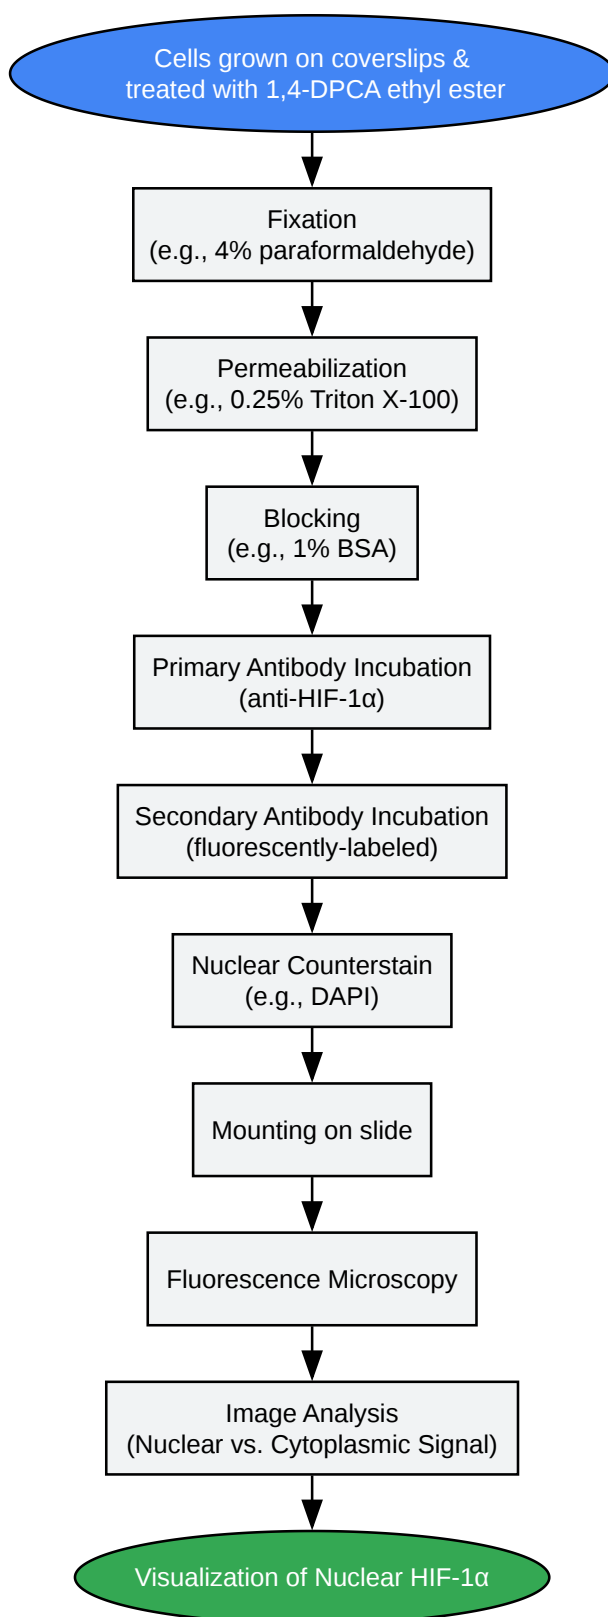 Cells grown on coverslips &
treated with 1,4-DPCA ethyl ester
Fixation
(e.g., 4% paraformaldehyde)
Permeabilization
(e.g., 0.25% Triton X-100)
Blocking
(e.g., 1% BSA)
Primary Antibody Incubation
(anti-HIF-1α)
Secondary Antibody Incubation
(fluorescently-labeled)
Nuclear Counterstain
(e.g., DAPI)
Mounting on slide
Fluorescence Microscopy
Image Analysis
(Nuclear vs. Cytoplasmic Signal)
Visualization of Nuclear HIF-1α